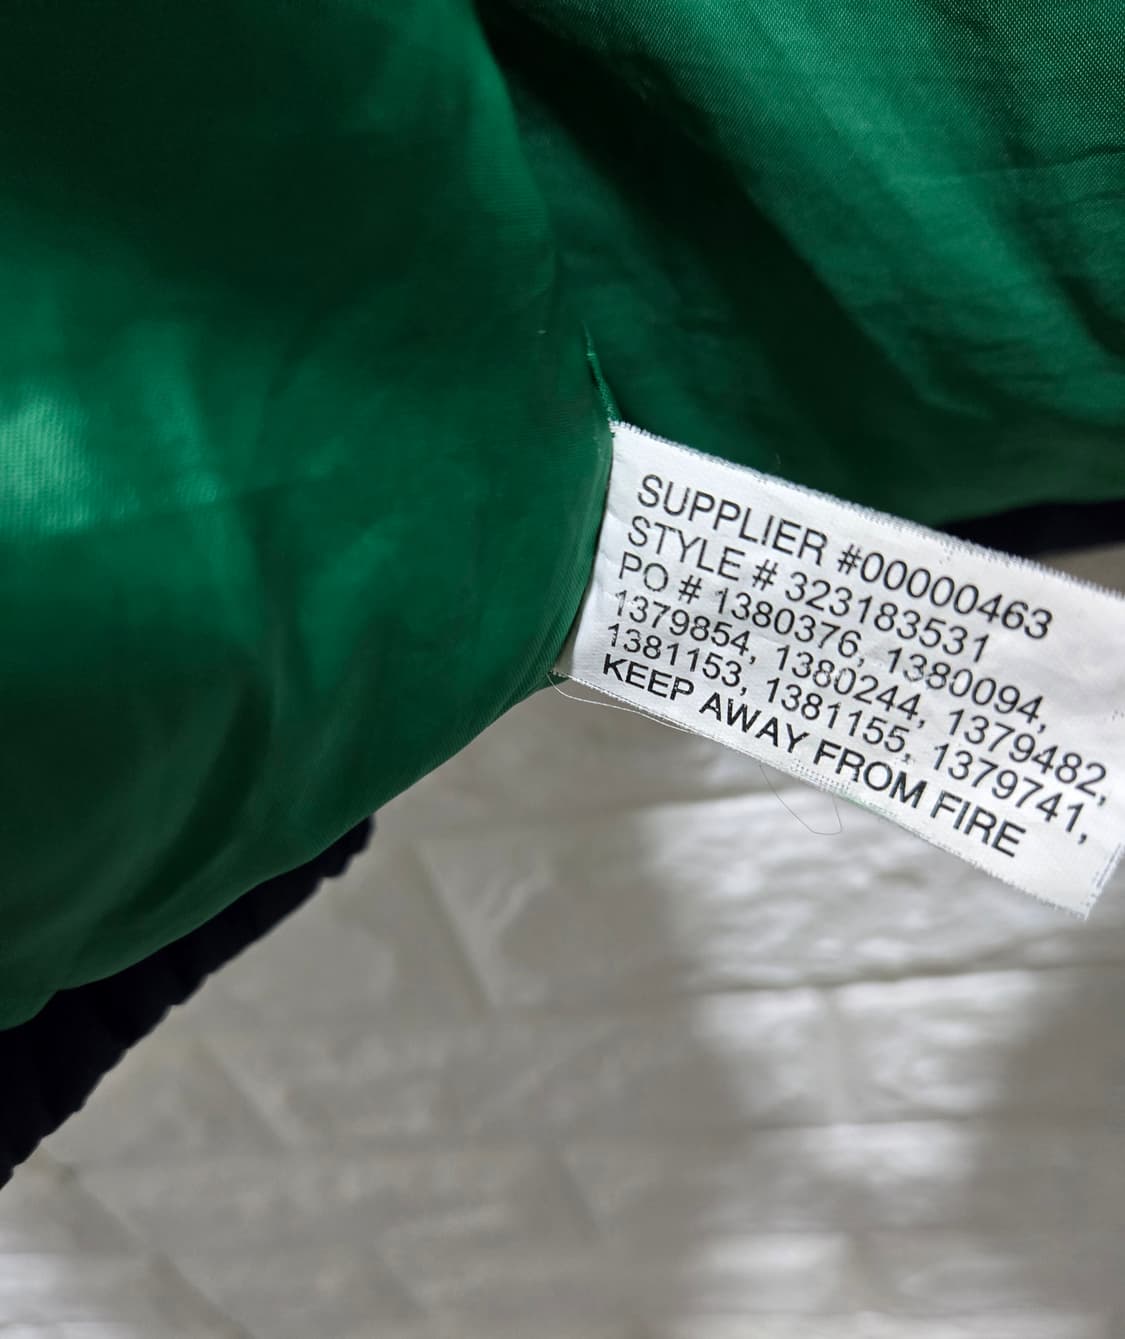 SUPPLIER #00000463
STYLE # 323183531
PO # 1380376, 1380094,
1379854, 1380244, 1379482,
1381153, 1381155, 1379741,
KEEP AWAY FROM FIRE